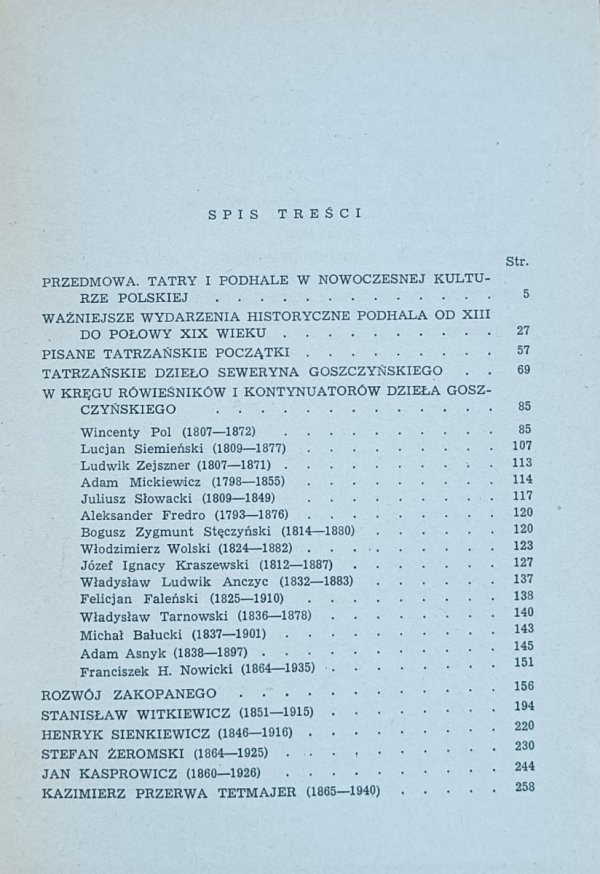 SPIS TREŚCI
Str.
PRZEDMOWA. TATRY I PODHALE W NOWOCZESNEJ KULTU-
RZE POLSKIEJ . . . . . . . . . . . . . 5
WAŻNIEJSZE WYDARZENIA HISTORYCZNE PODHALA OD XIII
DO POŁOWY XIX WIEKU . . . . . . . . . . 27
PISANE TATRZAŃSKIE POCZĄTKI . . . . . . . . . 57
TATRZAŃSKIE DZIEŁO SEWERYNA GOSZCZYŃSKIEGO . . 69
W KRĘGU RÓWIEŚNIKÓW I KONTYNUATORÓW DZIEŁA GOSZ-
CZYŃSKIEGO . . . . . . . . . . . . . 85
Wincenty Pol (1807—1872) . . . . . . . . . . 85
Lucjan Siemieński (1809—1877) . . . . . . . . . 107
Ludwik Zejszner (1807—1871) . . . . . . . . . . 113
Adam Mickiewicz (1798—1855) . . . . . . . . . 114
Juliusz Słowacki (1809—1849) . . . . . . . . . 117
Aleksander Fredro (1793—1876) . . . . . . . . . 120
Bogusz Zygmunt Stęczyński (1814—1880) . . . . . . 120
Włodzimierz Wolski (1824—1882) . . . . . . . . . 123
Józef Ignacy Kraszewski (1812—1887) . . . . . . . 127
Władysław Ludwik Anczyc (1832—1883) . . . . . . 137
Felicjan Faleński (1825—1910) . . . . . . . . . 138
Władysław Tarnowski (1836—1878) . . . . . . . . 140
Michał Bałucki (1837—1901) . . . . . . . . . . 143
Adam Asnyk (1838—1897) . . . . . . . . . . . 145
Franciszek H. Nowicki (1864—1935) . . . . . . . . 151
ROZWÓJ ZAKOPANEGO . . . . . . . . . . . . 156
STANISŁAW WITKIEWICZ (1851—1915) . . . . . . . . 194
HENRYK SIENKIEWICZ (1846—1916) . . . . . . . . . 220
STEFAN ŻEROMSKI (1864—1925) . . . . . . . . . . 230
JAN KASPROWICZ (1860—1926) . . . . . . . . . . 244
KAZIMIERZ PRZERWA TETMAJER (1865—1940) . . . . . 258